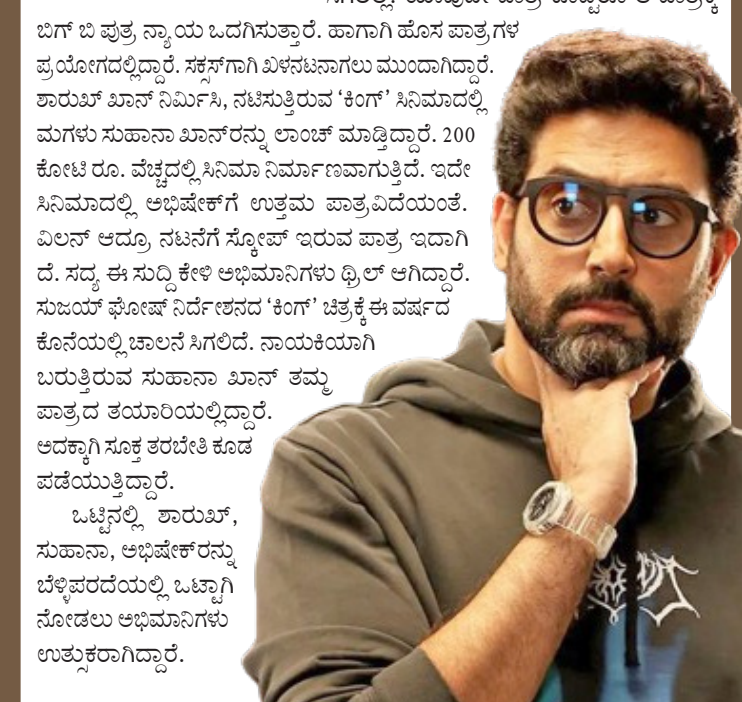 ಬಿಗ್ ಬಿ ಪುತ್ರ ನ್ಯಾಯ ಒದಗಿಸುತ್ತಾರೆ. ಹಾಗಾಗಿ ಹೊಸ ಪಾತ್ರಗಳ
ಪ್ರಯೋಗದಲ್ಲಿದ್ದಾರೆ. ಸಕ್ಸಸ್‌ಗಾಗಿ ಖಳನಟನಾಗಲು ಮುಂದಾಗಿದ್ದಾರೆ.
ಶಾರುಖ್ ಖಾನ್ ನಿರ್ಮಿಸಿ, ನಟಿಸುತ್ತಿರುವ ‘ಕಿಂಗ್’ ಸಿನಿಮಾದಲ್ಲಿ
ಮಗಳು ಸುಹಾನಾ ಖಾನ್‌ರನ್ನು ಲಾಂಚ್ ಮಾಡ್ತಿದ್ದಾರೆ. 200
ಕೋಟಿ ರೂ. ವೆಚ್ಚದಲ್ಲಿ ಸಿನಿಮಾ ನಿರ್ಮಾಣವಾಗುತ್ತಿದೆ. ಇದೇ
ಸಿನಿಮಾದಲ್ಲಿ ಅಭಿಷೇಕ್‌ಗೆ ಉತ್ತಮ ಪಾತ್ರವಿದೆಯಂತೆ.
ವಿಲನ್ ಆದ್ರೂ ನಟನೆಗೆ ಸ್ಕೋಪ್ ಇರುವ ಪಾತ್ರ ಇದಾಗಿ
ದೆ. ಸದ್ಯ ಈ ಸುದ್ದಿ ಕೇಳಿ ಅಭಿಮಾನಿಗಳು ಥ್ರಿಲ್ ಆಗಿದ್ದಾರೆ.
ಸುಜಯ್ ಘೋಷ್ ನಿರ್ದೇಶನದ ‘ಕಿಂಗ್’ ಚಿತ್ರಕ್ಕೆ ಈ ವರ್ಷದ
ಕೊನೆಯಲ್ಲಿ ಚಾಲನೆ ಸಿಗಲಿದೆ. ನಾಯಕಿಯಾಗಿ
ಬರುತ್ತಿರುವ ಸುಹಾನಾ ಖಾನ್ ತಮ್ಮ
ಪಾತ್ರದ ತಯಾರಿಯಲ್ಲಿದ್ದಾರೆ.
ಅದಕ್ಕಾಗಿ ಸೂಕ್ತ ತರಬೇತಿ ಕೂಡ
ಪಡೆಯುತ್ತಿದ್ದಾರೆ.
ಒಟ್ಟಿನಲ್ಲಿ ಶಾರುಖ್,
ಸುಹಾನಾ, ಅಭಿಷೇಕ್‌ರನ್ನು
ಬೆಳ್ಳಿಪರದೆಯಲ್ಲಿ ಒಟ್ಟಾಗಿ
ನೋಡಲು ಅಭಿಮಾನಿಗಳು
ಉತ್ಸುಕರಾಗಿದ್ದಾರೆ.